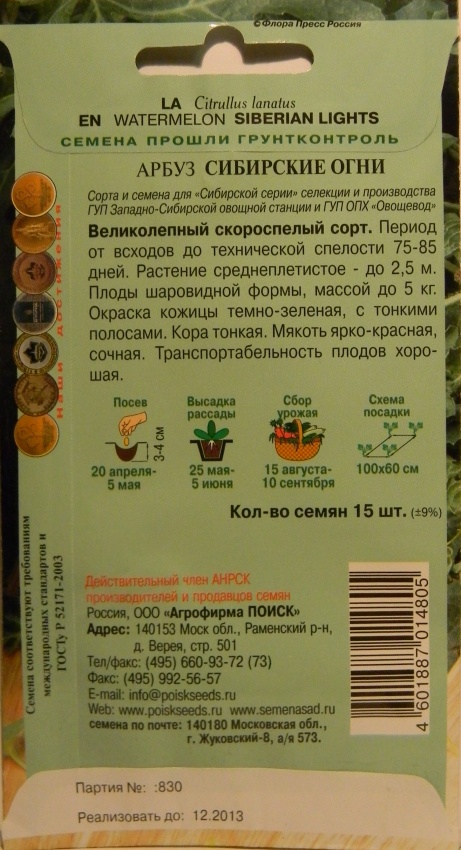 ©Флора Пресс Россия
LA Citrullus lanatus
EN WATERMELON SIBERIAN LIGHTS
СЕМЕНА ПРОШЛИ ГРУНТКОНТРОЛЬ
АРБУЗ СИБИРСКИЕ ОГНИ
Сорта и семена для «Сибирской серии» селекции и производства
ГУП Западно-Сибирской овощной станции и ГУП ОПХ «Овощевод»
Великолепный скороспелый сорт. Период
от всходов до технической спелости 75-85
дней. Растение среднеплетистое - до 2,5 м.
Плоды шаровидной формы, массой до 5 кг.
Окраска кожицы темно-зеленая, с тонкими
полосами. Кора тонкая. Мякоть ярко-красная,
сочная. Транспортабельность плодов хоро-
шая.
Наши достижения
Посев
3-4 см
20 апреля-
5 мая
Высадка
рассады
25 мая-
5 июня
Сбор
урожая
15 августа-
10 сентября
Схема
посадки
100х60 см
Кол-во семян 15 шт. (±9%)
Семена соответствуют требованиям
международных стандартов и
ГОСТу Р 52171-2003
Действительный член АНРСК
производителей и продавцов семян
Россия, ООО «Агрофирма ПОИСК»
Адрес: 140153 Моск обл., Раменский р-н,
д. Верея, стр. 501
Тел/факс: (495) 660-93-72 (73)
Факс: (495) 992-56-57
E-mail: info@poiskseeds.ru
Web: www.poiskseeds.ru www.semenasad.ru
семена по почте: 140180 Московская обл.,
г. Жуковский-8, а/я 573.
4 601887 014805
Партия №: :830
Реализовать до: 12.2013